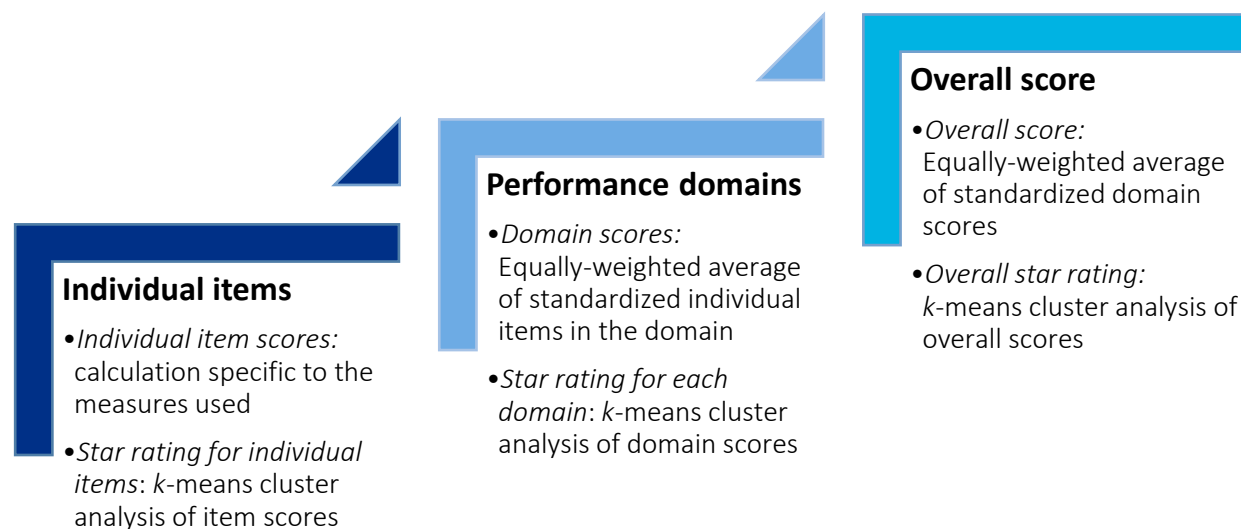 Individual items
•Individual item scores:
calculation specific to the
measures used
•Star rating for individual
items: k-means cluster
analysis of item scores
Performance domains
•Domain scores:
Equally-weighted average
of standardized individual
items in the domain
•Star rating for each
domain: k-means cluster
analysis of domain scores
Overall score
•Overall score:
Equally-weighted average
of standardized domain
scores
•Overall star rating:
k-means cluster analysis of
overall scores